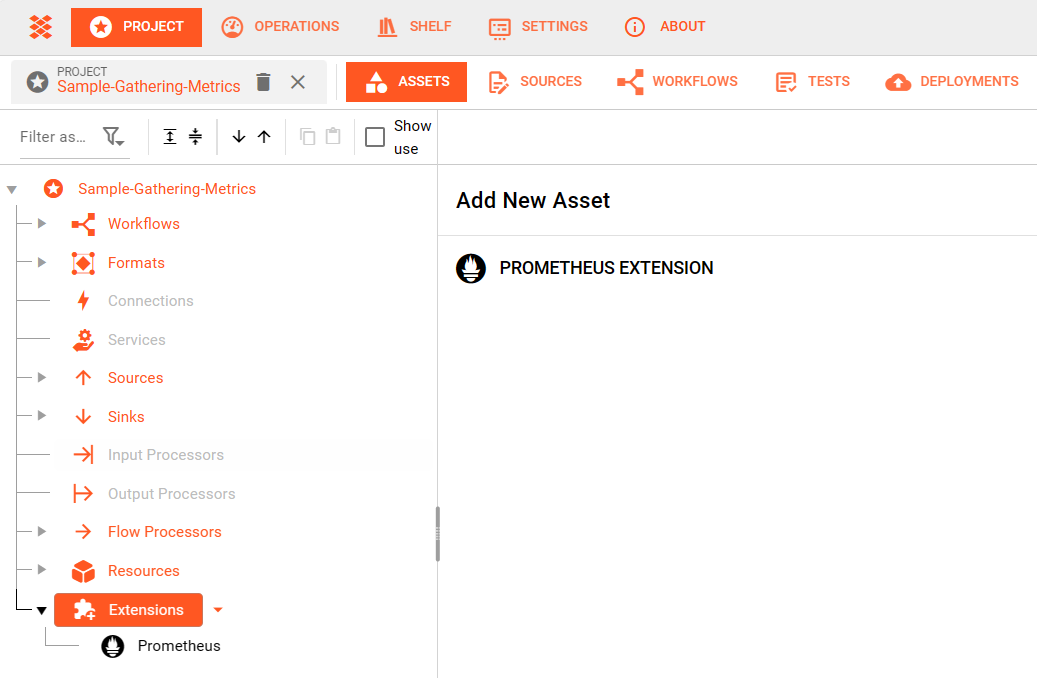 PROJECT
OPERATIONS
SHELF
SETTINGS
ABOUT
PROJECT
Sample-Gathering-Metrics
ASSETS
SOURCES
WORKFLOWS
TESTS
DEPLOYMENTS
Filter as...
Show
use
Sample-Gathering-Metrics
Workflows
Formats
Connections
Services
Sources
Sinks
Input Processors
Output Processors
Flow Processors
Resources
Extensions
Prometheus
Add New Asset
PROMETHEUS EXTENSION